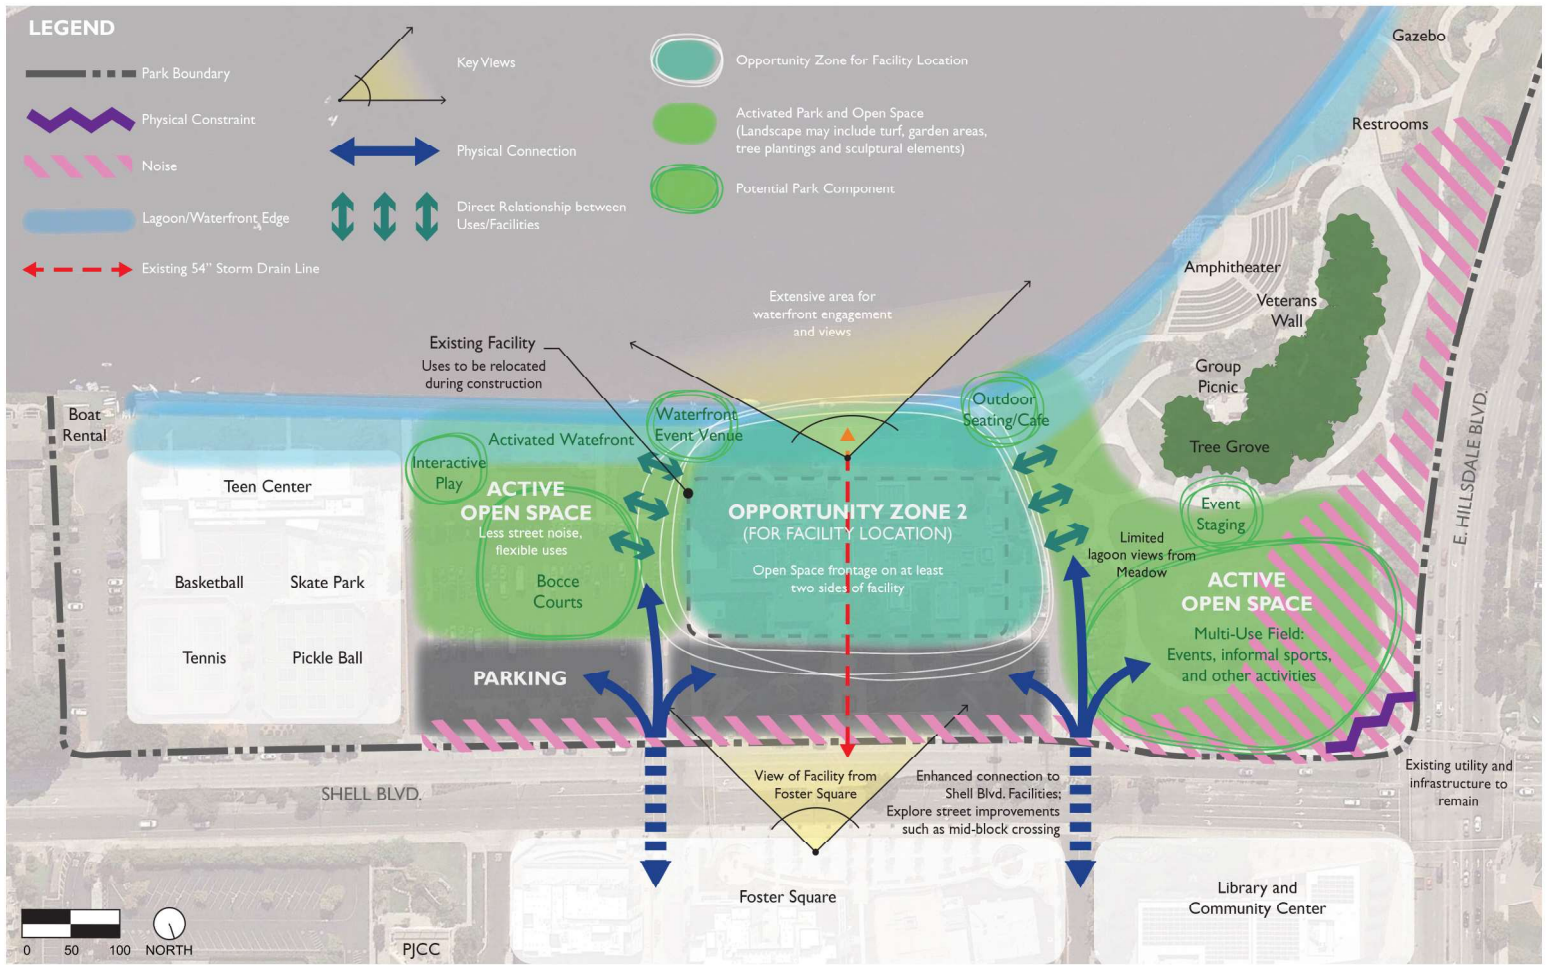 LEGEND
Park Boundary
Physical Constraint
Noise
Lagoon/Waterfront Edge
Existing 54" Storm Drain Line
Key Views
Physical Connection
Direct Relationship between
Uses/Facilities
Opportunity Zone for Facility Location
Activated Park and Open Space
(Landscape may include turf, garden areas,
tree plantings and sculptural elements)
Potential Park Component
Gazebo
Restrooms
Amphitheater
Veterans
Wall
Group
Picnic
Tree Grove
E. HILLSDALE BLVD.
Extensive area for
waterfront engagement
and views
Existing Facility
Uses to be relocated
during construction
Boat
Rental
Waterfront
Event Venue
Outdoor
Seating/Cafe
Activated Watefront
Interactive
Play
Teen Center
ACTIVE
OPEN SPACE
Less street noise,
flexible uses
Bocce
Courts
OPPORTUNITY ZONE 2
(FOR FACILITY LOCATION)
Open Space frontage on at least
two sides of facility
Event
Staging
Limited
lagoon views from
Meadow
ACTIVE
OPEN SPACE
Multi-Use Field:
Events, informal sports,
and other activities
Basketball
Skate Park
Tennis
Pickle Ball
PARKING
View of Facility from
Foster Square
Enhanced connection to
Shell Blvd. Facilities;
Explore street improvements
such as mid-block crossing
Existing utility and
infrastructure to
remain
SHELL BLVD.
Foster Square
Library and
Community Center
PJCC
0 50 100
NORTH